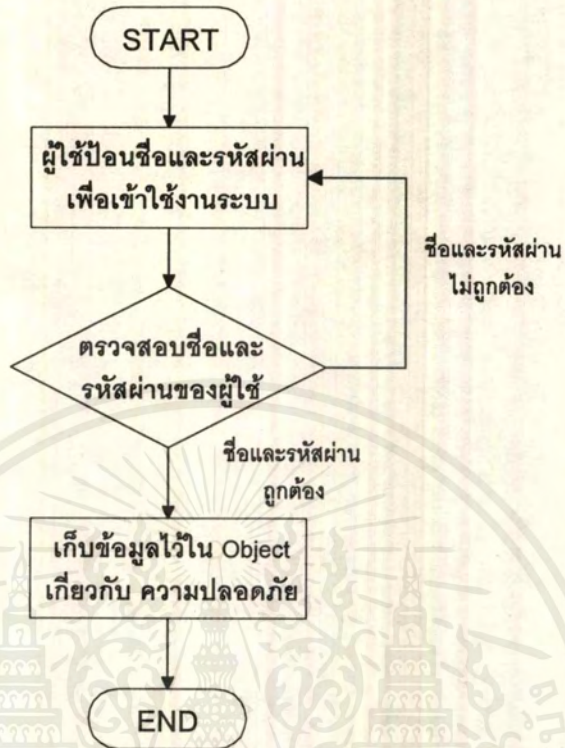 START
ผู้ใช้ป้อนชื่อและรหัสผ่าน
เพื่อเข้าใช้งานระบบ
ชื่อและรหัสผ่าน
ไม่ถูกต้อง
ตรวจสอบชื่อและ
รหัสผ่านของผู้ใช้
ชื่อและรหัสผ่าน
ถูกต้อง
เก็บข้อมูลไว้ใน Object
เกี่ยวกับ ความปลอดภัย
END